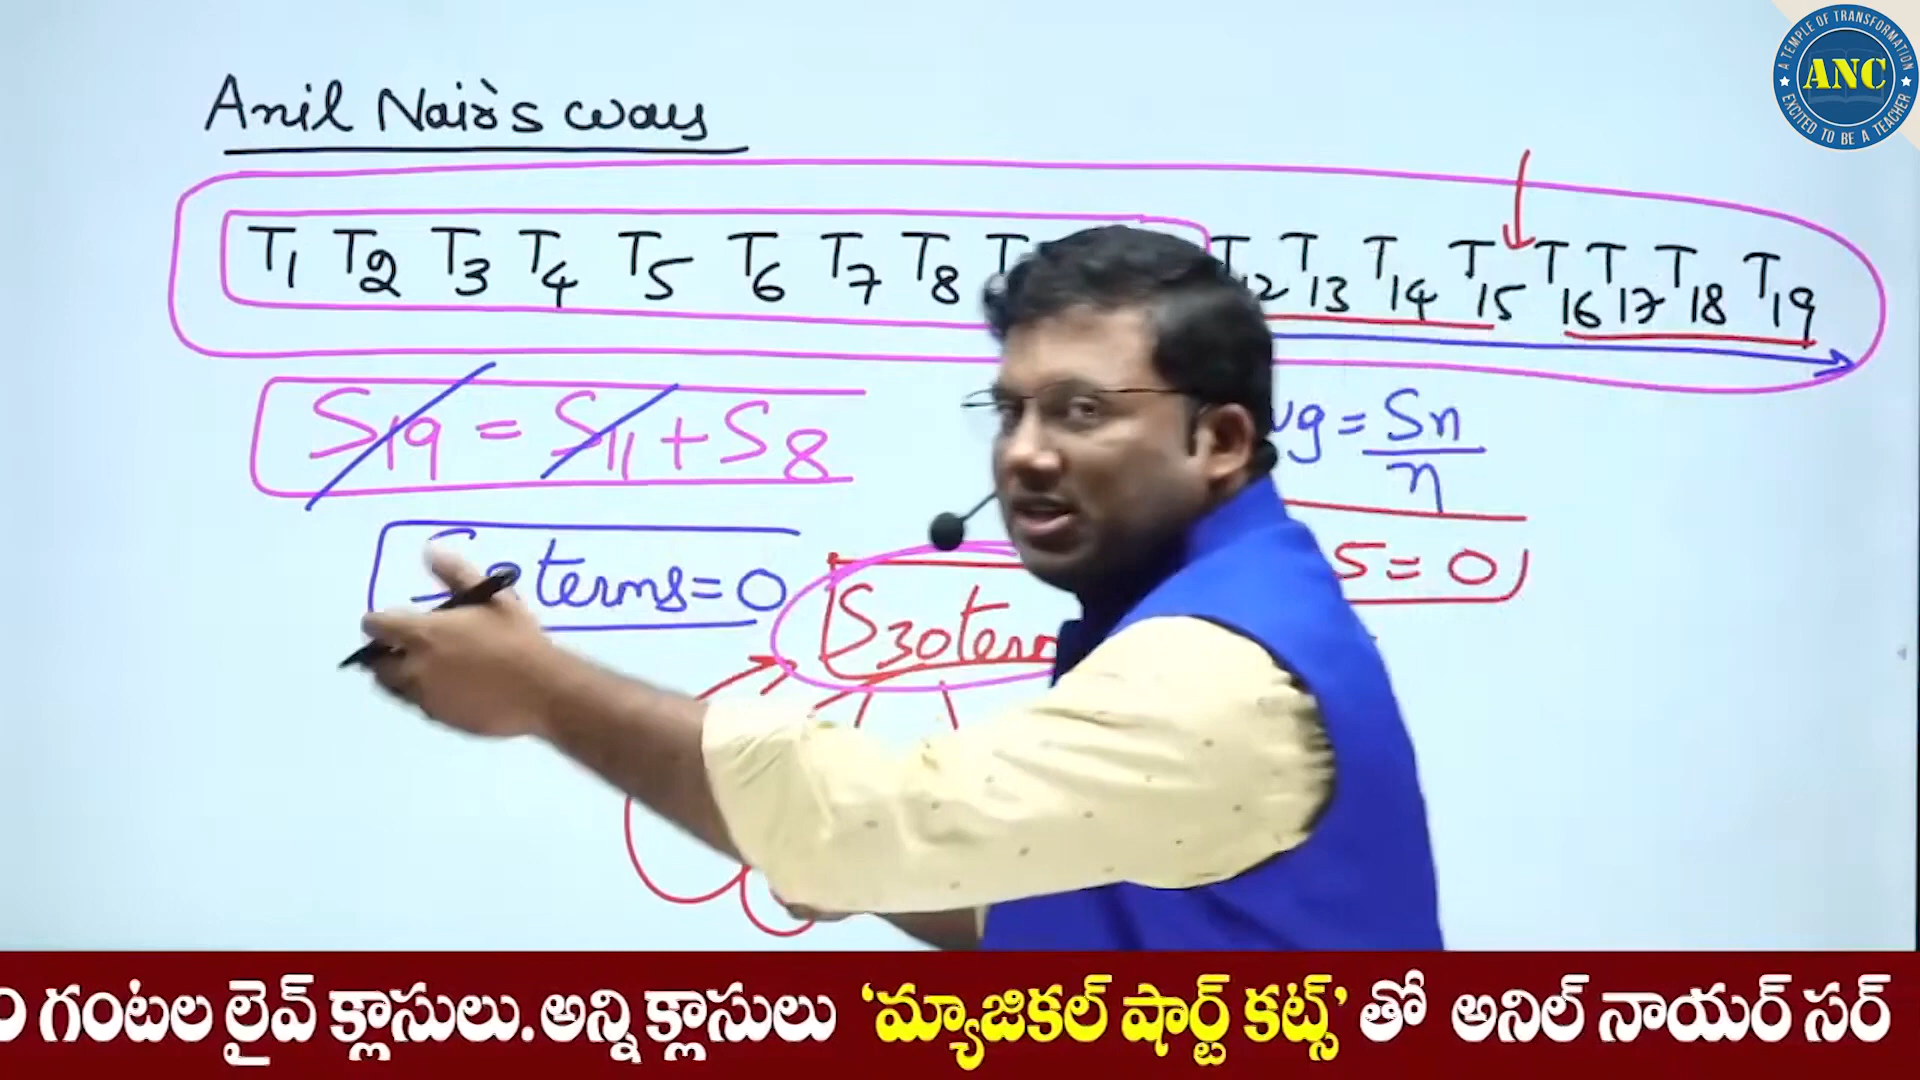 A TEMPLE OF TRANSFORMATION
ANC
EXCITED TO BE A TEACHER
Anil Nair's way
T1 T2 T3 T4 T5 T6 T7 T8 T12 T13 T14 T15 T16 T17 T18 T19
S19 = S11 + S8
vg = Sn/n
terms = 0
S30
S = 0
గంటల లైవ్ క్లాసులు. అన్ని క్లాసులు 'మ్యాజికల్ షార్ట్ కట్స్' తో అనిల్ నాయర్ సర్